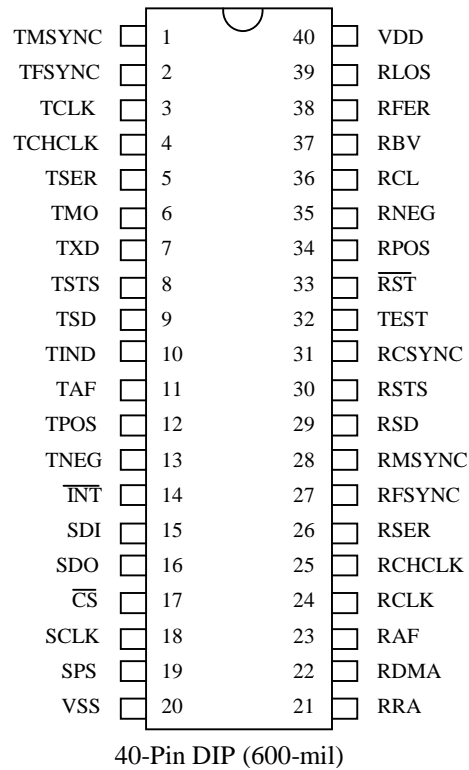 TMSYNC 1 40 VDD
TFSYNC 2 39 RLOS
TCLK 3 38 RFER
TCHCLK 4 37 RBV
TSER 5 36 RCL
TMO 6 35 RNEG
TXD 7 34 RPOS
TSTS 8 33 R̅S̅T̅
TSD 9 32 TEST
TIND 10 31 RCSYNC
TAF 11 30 RSTS
TPOS 12 29 RSD
TNEG 13 28 RMSYNC
I̅N̅T̅ 14 27 RFSYNC
SDI 15 26 RSER
SDO 16 25 RCHCLK
C̅S̅ 17 24 RCLK
SCLK 18 23 RAF
SPS 19 22 RDMA
VSS 20 21 RRA
40-Pin DIP (600-mil)